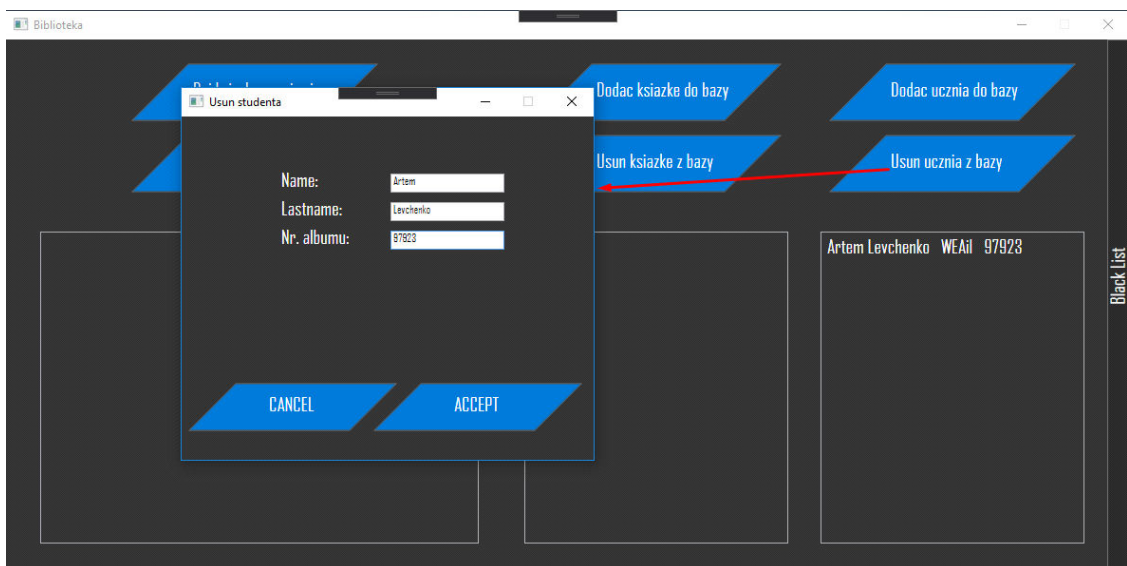 Biblioteka
Dodac ksiazke do bazy
Dodac ucznia do bazy
Usun studenta
Usun ksiazke z bazy
Usun ucznia z bazy
Name:
Artem
Lastname:
Levchenko
Nr. albumu:
97923
Artem Levchenko WEAiI 97923
Black List
CANCEL
ACCEPT